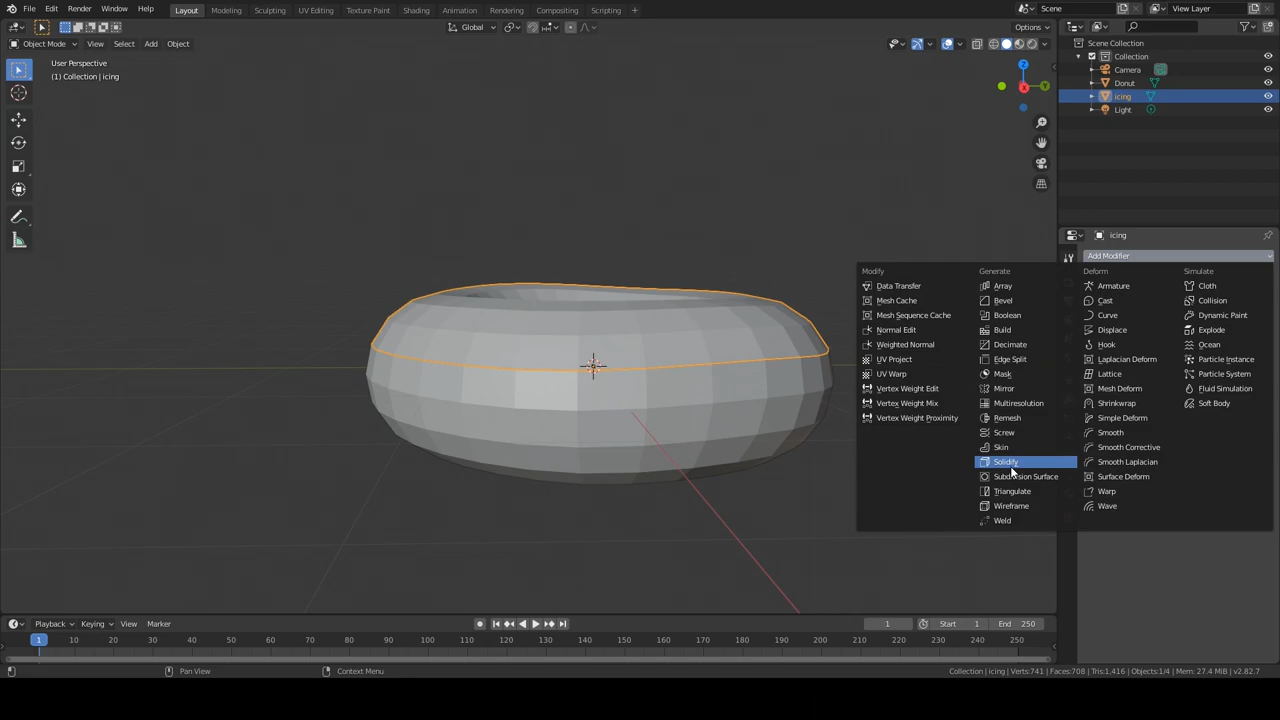 File Edit Render Window Help Layout Modeling Sculpting UV Editing Texture Paint Shading Animation Rendering Compositing Scripting + Scene View Layer
Global Options
Object Mode View Select Add Object
User Perspective
(1) Collection | icing
Z
Y
X
Scene Collection
Collection
Camera
Donut
icing
Light
icing
Add Modifier
Modify Generate Deform Simulate
Data Transfer Array Armature Cloth
Mesh Cache Bevel Cast Collision
Mesh Sequence Cache Boolean Curve Dynamic Paint
Normal Edit Build Displace Explode
Weighted Normal Decimate Hook Ocean
UV Project Edge Split Laplacian Deform Particle Instance
UV Warp Mask Lattice Particle System
Vertex Weight Edit Mirror Mesh Deform Fluid Simulation
Vertex Weight Mix Multiresolution Shrinkwrap Soft Body
Vertex Weight Proximity Remesh Simple Deform
Screw Smooth
Skin Smooth Corrective
Solidify Smooth Laplacian
Subdivision Surface Surface Deform
Triangulate Warp
Wireframe Wave
Weld
Playback Keying View Marker 1 Start 1 End 250
1 10 20 30 40 50 60 70 80 90 100 110 120 130 140 150 160 170 180 190 200 210 220 230 240 250
Pan View Context Menu Collection | icing | Verts:741 | Faces:708 | Tris:1.416 | Objects:1/4 | Mem: 27.4 MiB | v2.82.7